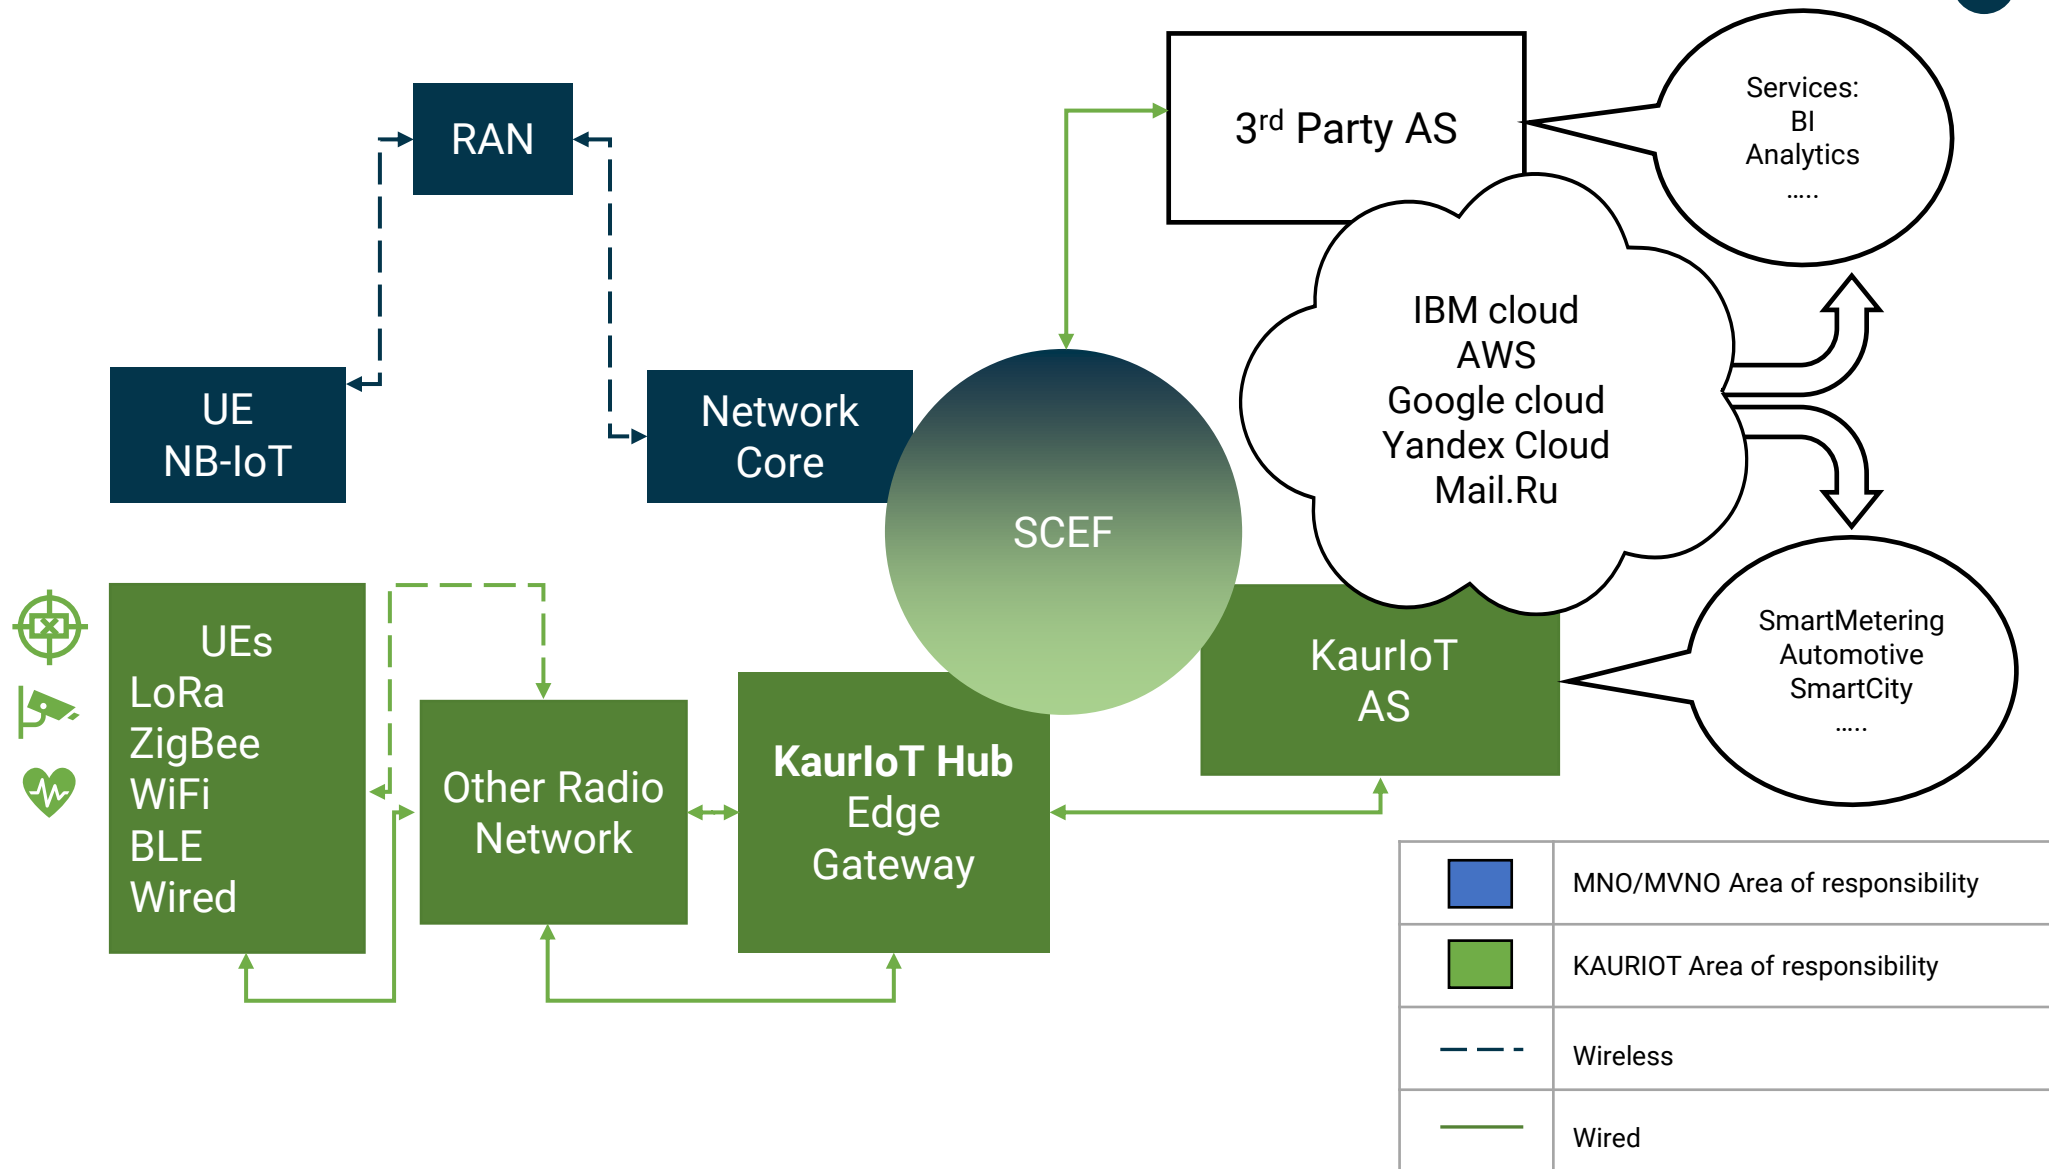 RAN
3rd Party AS
Services:
BI
Analytics
.....
UE
NB-IoT
Network
Core
IBM cloud
AWS
Google cloud
Yandex Cloud
Mail.Ru
SCEF
UEs
LoRa
ZigBee
WiFi
BLE
Wired
Other Radio
Network
KaurIoT Hub
Edge
Gateway
KaurIoT
AS
SmartMetering
Automotive
SmartCity
.....
MNO/MVNO Area of responsibility
KAURIOT Area of responsibility
Wireless
Wired